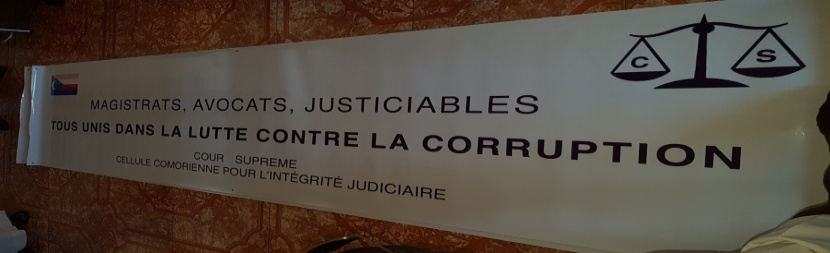 C S
MAGISTRATS, AVOCATS, JUSTICIABLES
TOUS UNIS DANS LA LUTTE CONTRE LA CORRUPTION
COUR SUPREME
CELLULE COMORIENNE POUR L'INTÉGRITÉ JUDICIAIRE